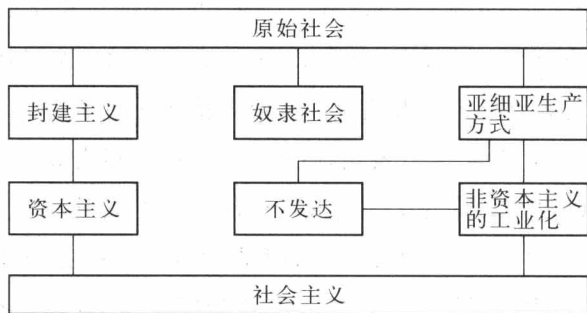 原始社会
封建主义
奴隶社会
亚细亚生产
方式
资本主义
不发达
非资本主义
的工业化
社会主义